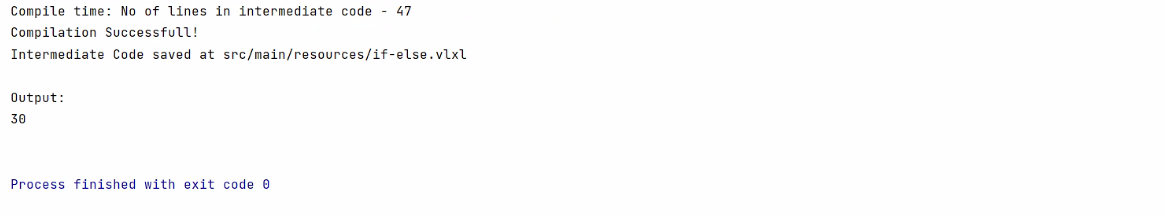 Compile time: No of lines in intermediate code - 47
Compilation Successfull!
Intermediate Code saved at src/main/resources/if-else.vlxl
Output:
30
Process finished with exit code 0